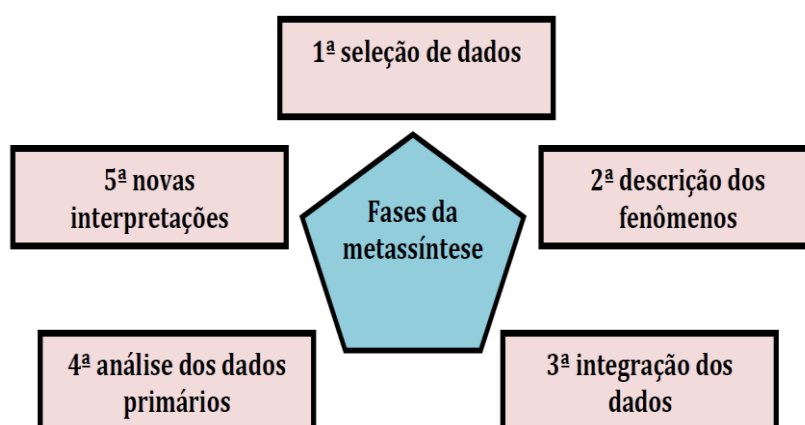 1ª seleção de dados
5ª novas
interpretações
Fases da
metassíntese
2ª descrição dos
fenômenos
4ª análise dos dados
primários
3ª integração dos
dados